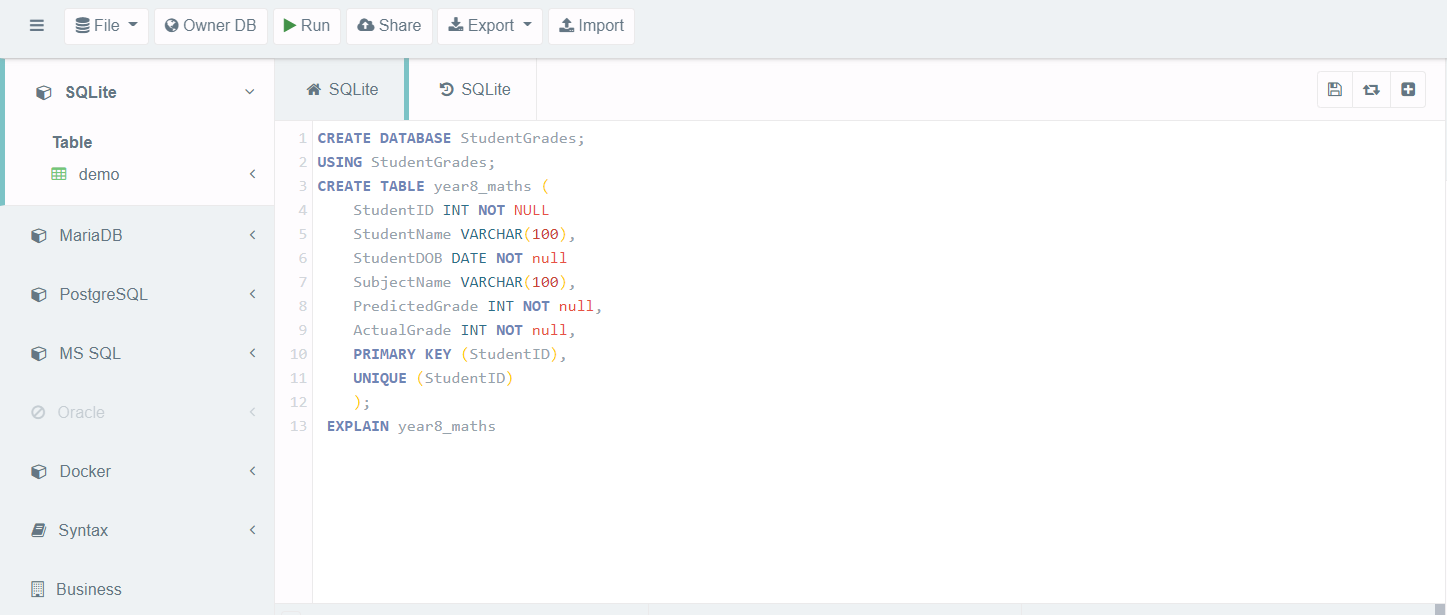 File Owner DB Run Share Export Import
SQLite
Table
demo
MariaDB
PostgreSQL
MS SQL
Oracle
Docker
Syntax
Business
SQLite SQLite
1 CREATE DATABASE StudentGrades;
2 USING StudentGrades;
3 CREATE TABLE year8_maths (
4 StudentID INT NOT NULL
5 StudentName VARCHAR(100),
6 StudentDOB DATE NOT null
7 SubjectName VARCHAR(100),
8 PredictedGrade INT NOT null,
9 ActualGrade INT NOT null,
10 PRIMARY KEY (StudentID),
11 UNIQUE (StudentID)
12 );
13 EXPLAIN year8_maths